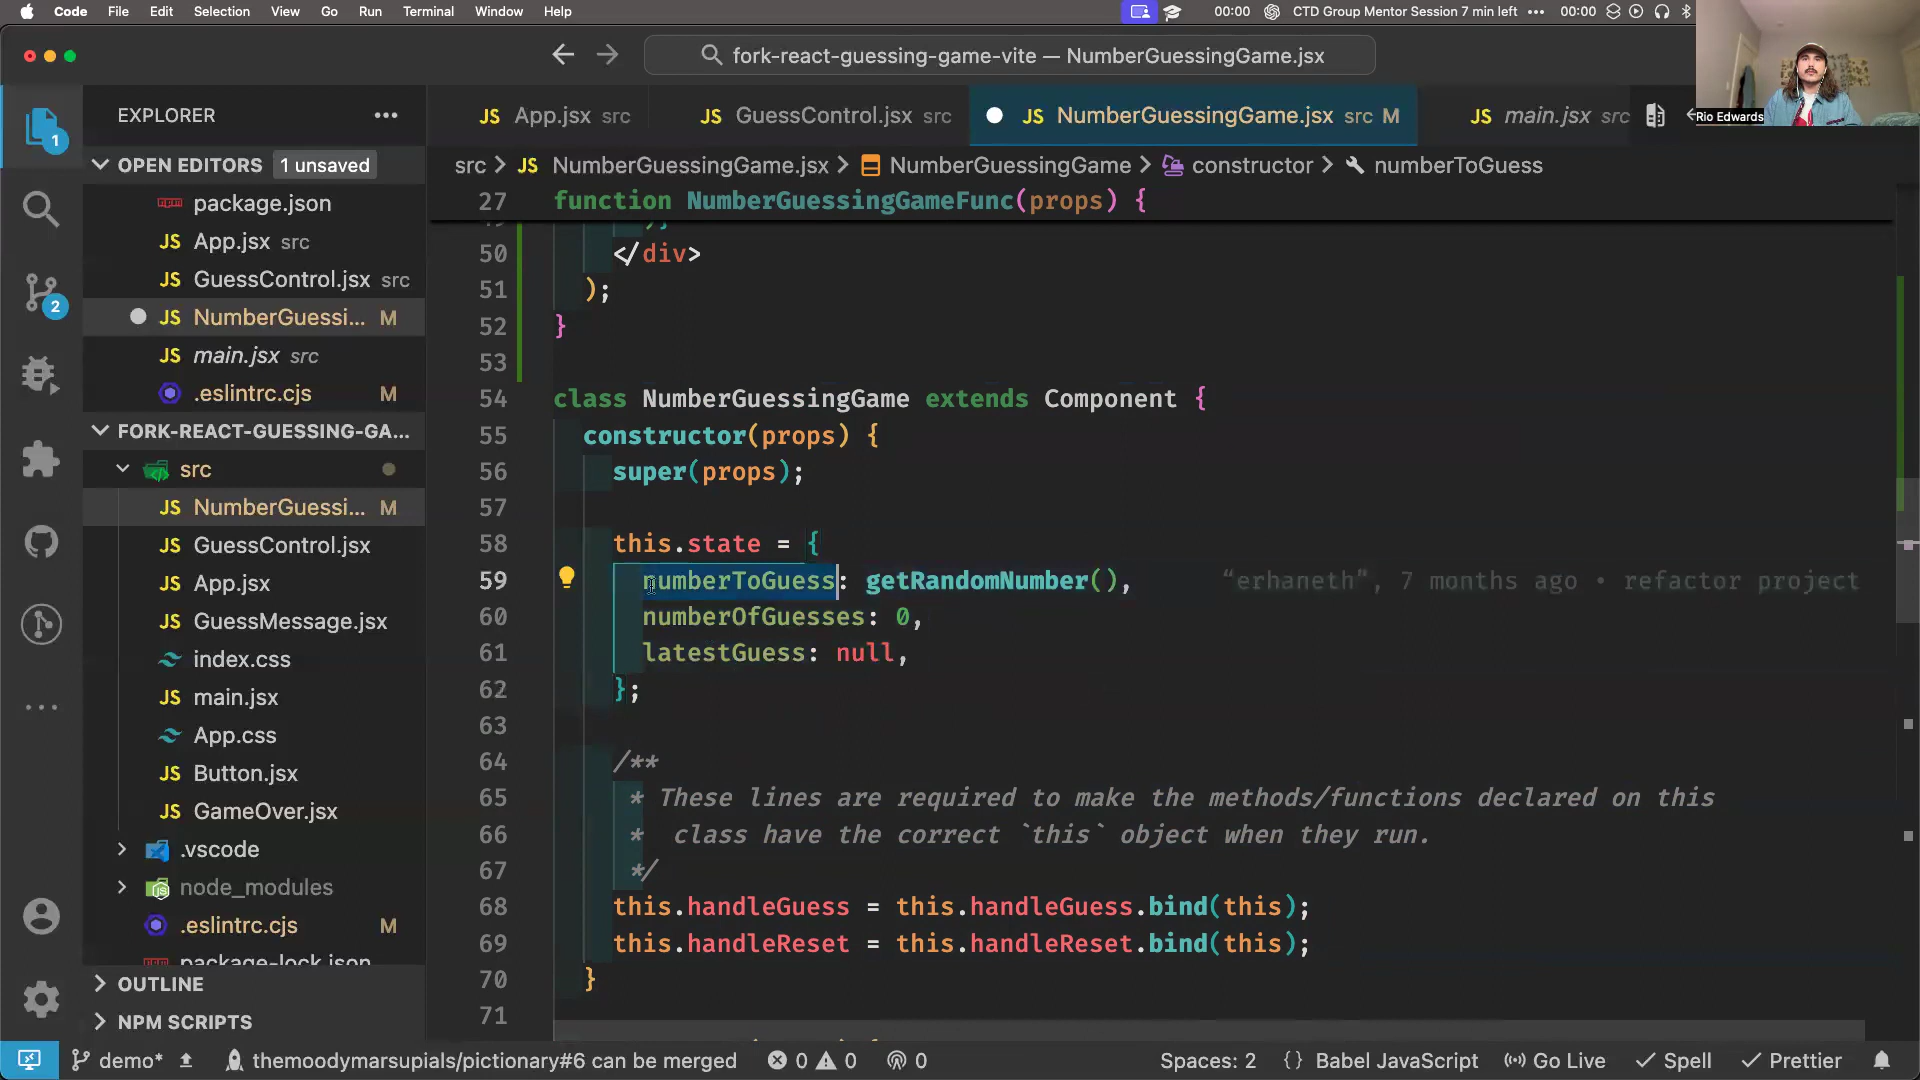 Code File Edit Selection View Go Run Terminal Window Help 00:00 CTD Group Mentor Session 7 min left ••• 00:00
fork-react-guessing-game-vite — NumberGuessingGame.jsx
Rio Edwards
EXPLORER
JS App.jsx src JS GuessControl.jsx src JS NumberGuessingGame.jsx src M JS main.jsx src
OPEN EDITORS 1 unsaved
src > JS NumberGuessingGame.jsx > NumberGuessingGame > constructor > numberToGuess
package.json
JS App.jsx src
JS GuessControl.jsx src
JS NumberGuessi... M
JS main.jsx src
.eslintrc.cjs M
FORK-REACT-GUESSING-GA...
src
JS NumberGuessi... M
JS GuessControl.jsx
JS App.jsx
JS GuessMessage.jsx
index.css
JS main.jsx
App.css
JS Button.jsx
JS GameOver.jsx
.vscode
node_modules
.eslintrc.cjs M
package-lock.json
OUTLINE
NPM SCRIPTS
1
2
27 function NumberGuessingGameFunc(props) {
50 </div>
51 );
52 }
53
54 class NumberGuessingGame extends Component {
55 constructor(props) {
56 super(props);
57
58 this.state = {
59 numberToGuess: getRandomNumber(), "erhaneth", 7 months ago • refactor project
60 numberOfGuesses: 0,
61 latestGuess: null,
62 };
63
64 /**
65 * These lines are required to make the methods/functions declared on this
66 * class have the correct `this` object when they run.
67 */
68 this.handleGuess = this.handleGuess.bind(this);
69 this.handleReset = this.handleReset.bind(this);
70 }
71
demo* themoodymarsupials/pictionary#6 can be merged 0 0 0 Spaces: 2 {} Babel JavaScript Go Live Spell Prettier